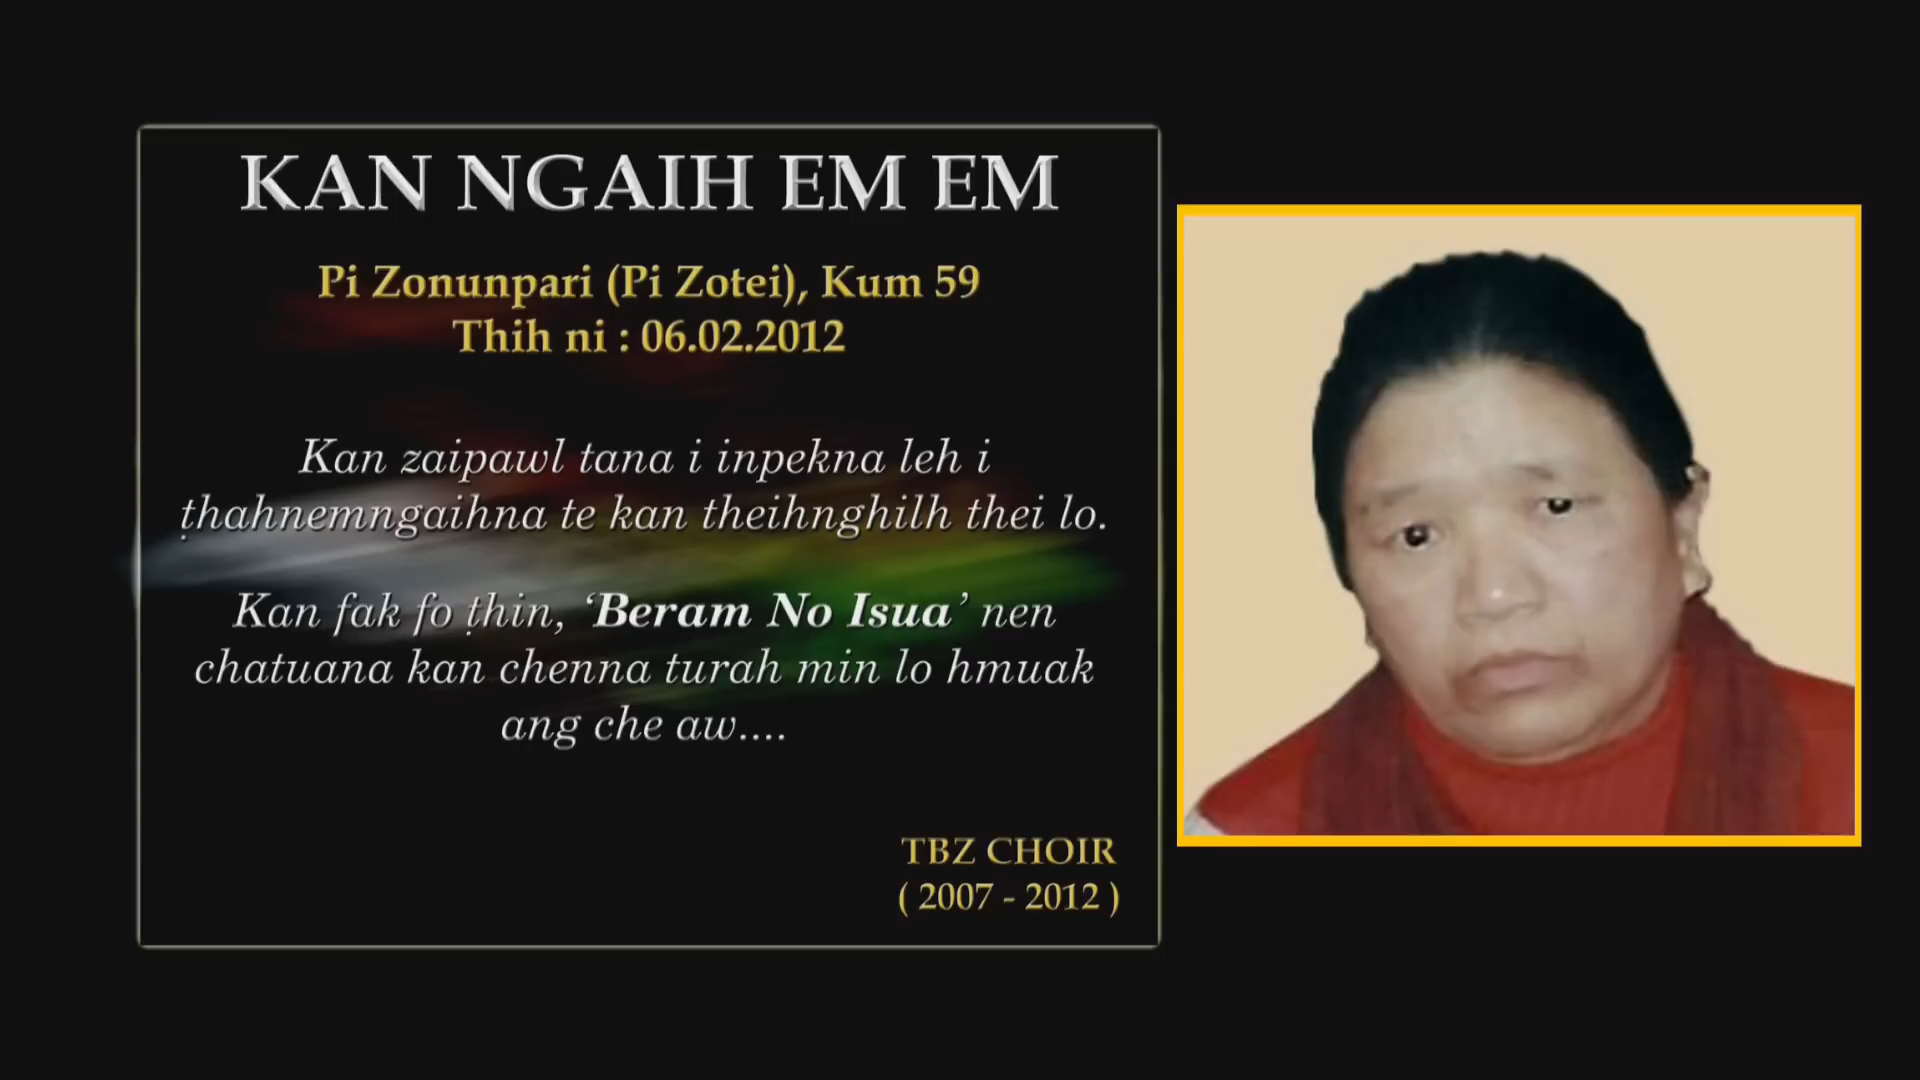 KAN NGAIH EM EM
Pi Zonunpari (Pi Zotei), Kum 59
Thih ni : 06.02.2012
Kan zaipawl tana i inpekna leh i
ṭhahnemngaihna te kan theihnghilh thei lo.
Kan fak fo ṭhin, ‘Beram No Isua’ nen
chatuana kan chenna turah min lo hmuak
ang che aw....
TBZ CHOIR
( 2007 - 2012 )